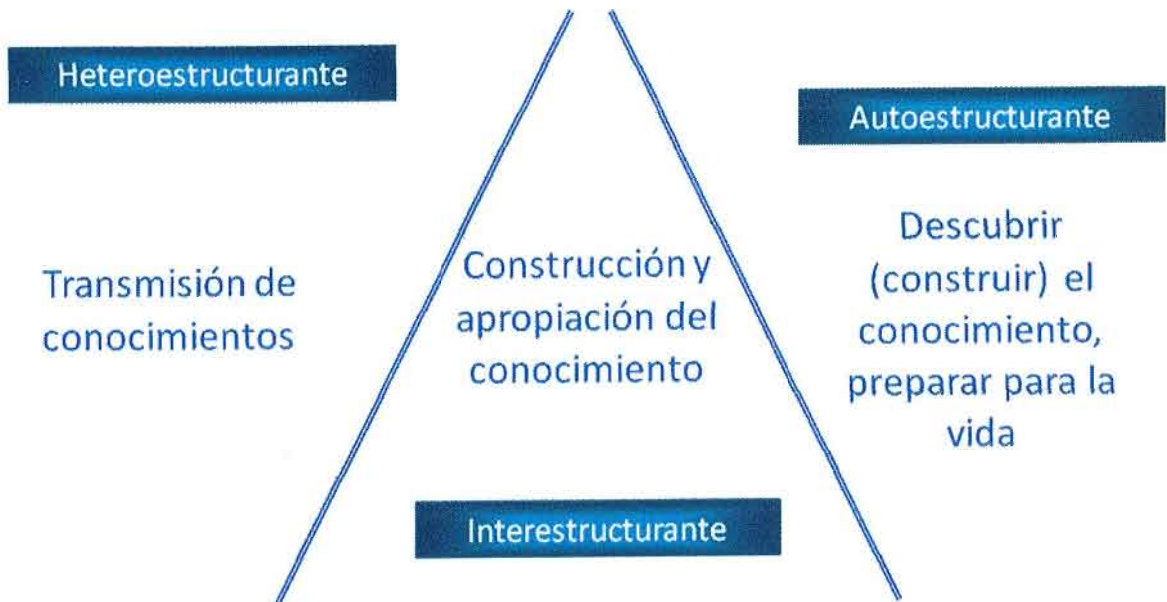 Heteroestructurante
Transmisión de
conocimientos
Construcción y
apropiación del
conocimiento
Interestructurante
Autoestructurante
Descubrir
(construir) el
conocimiento,
preparar para la
vida